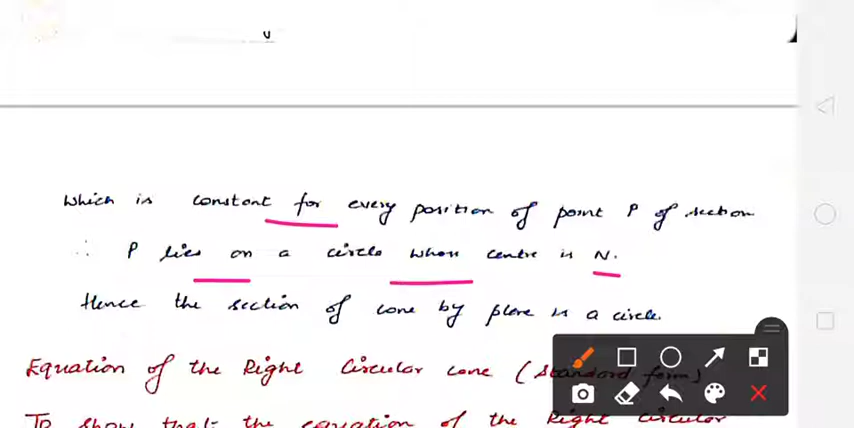 which is constant for every position of point P of section
∴ P lies on a circle whose centre is N.
Hence the section of cone by plane is a circle.
Equation of the Right Circular cone (Standard form)
To show that the equation of the Right circular